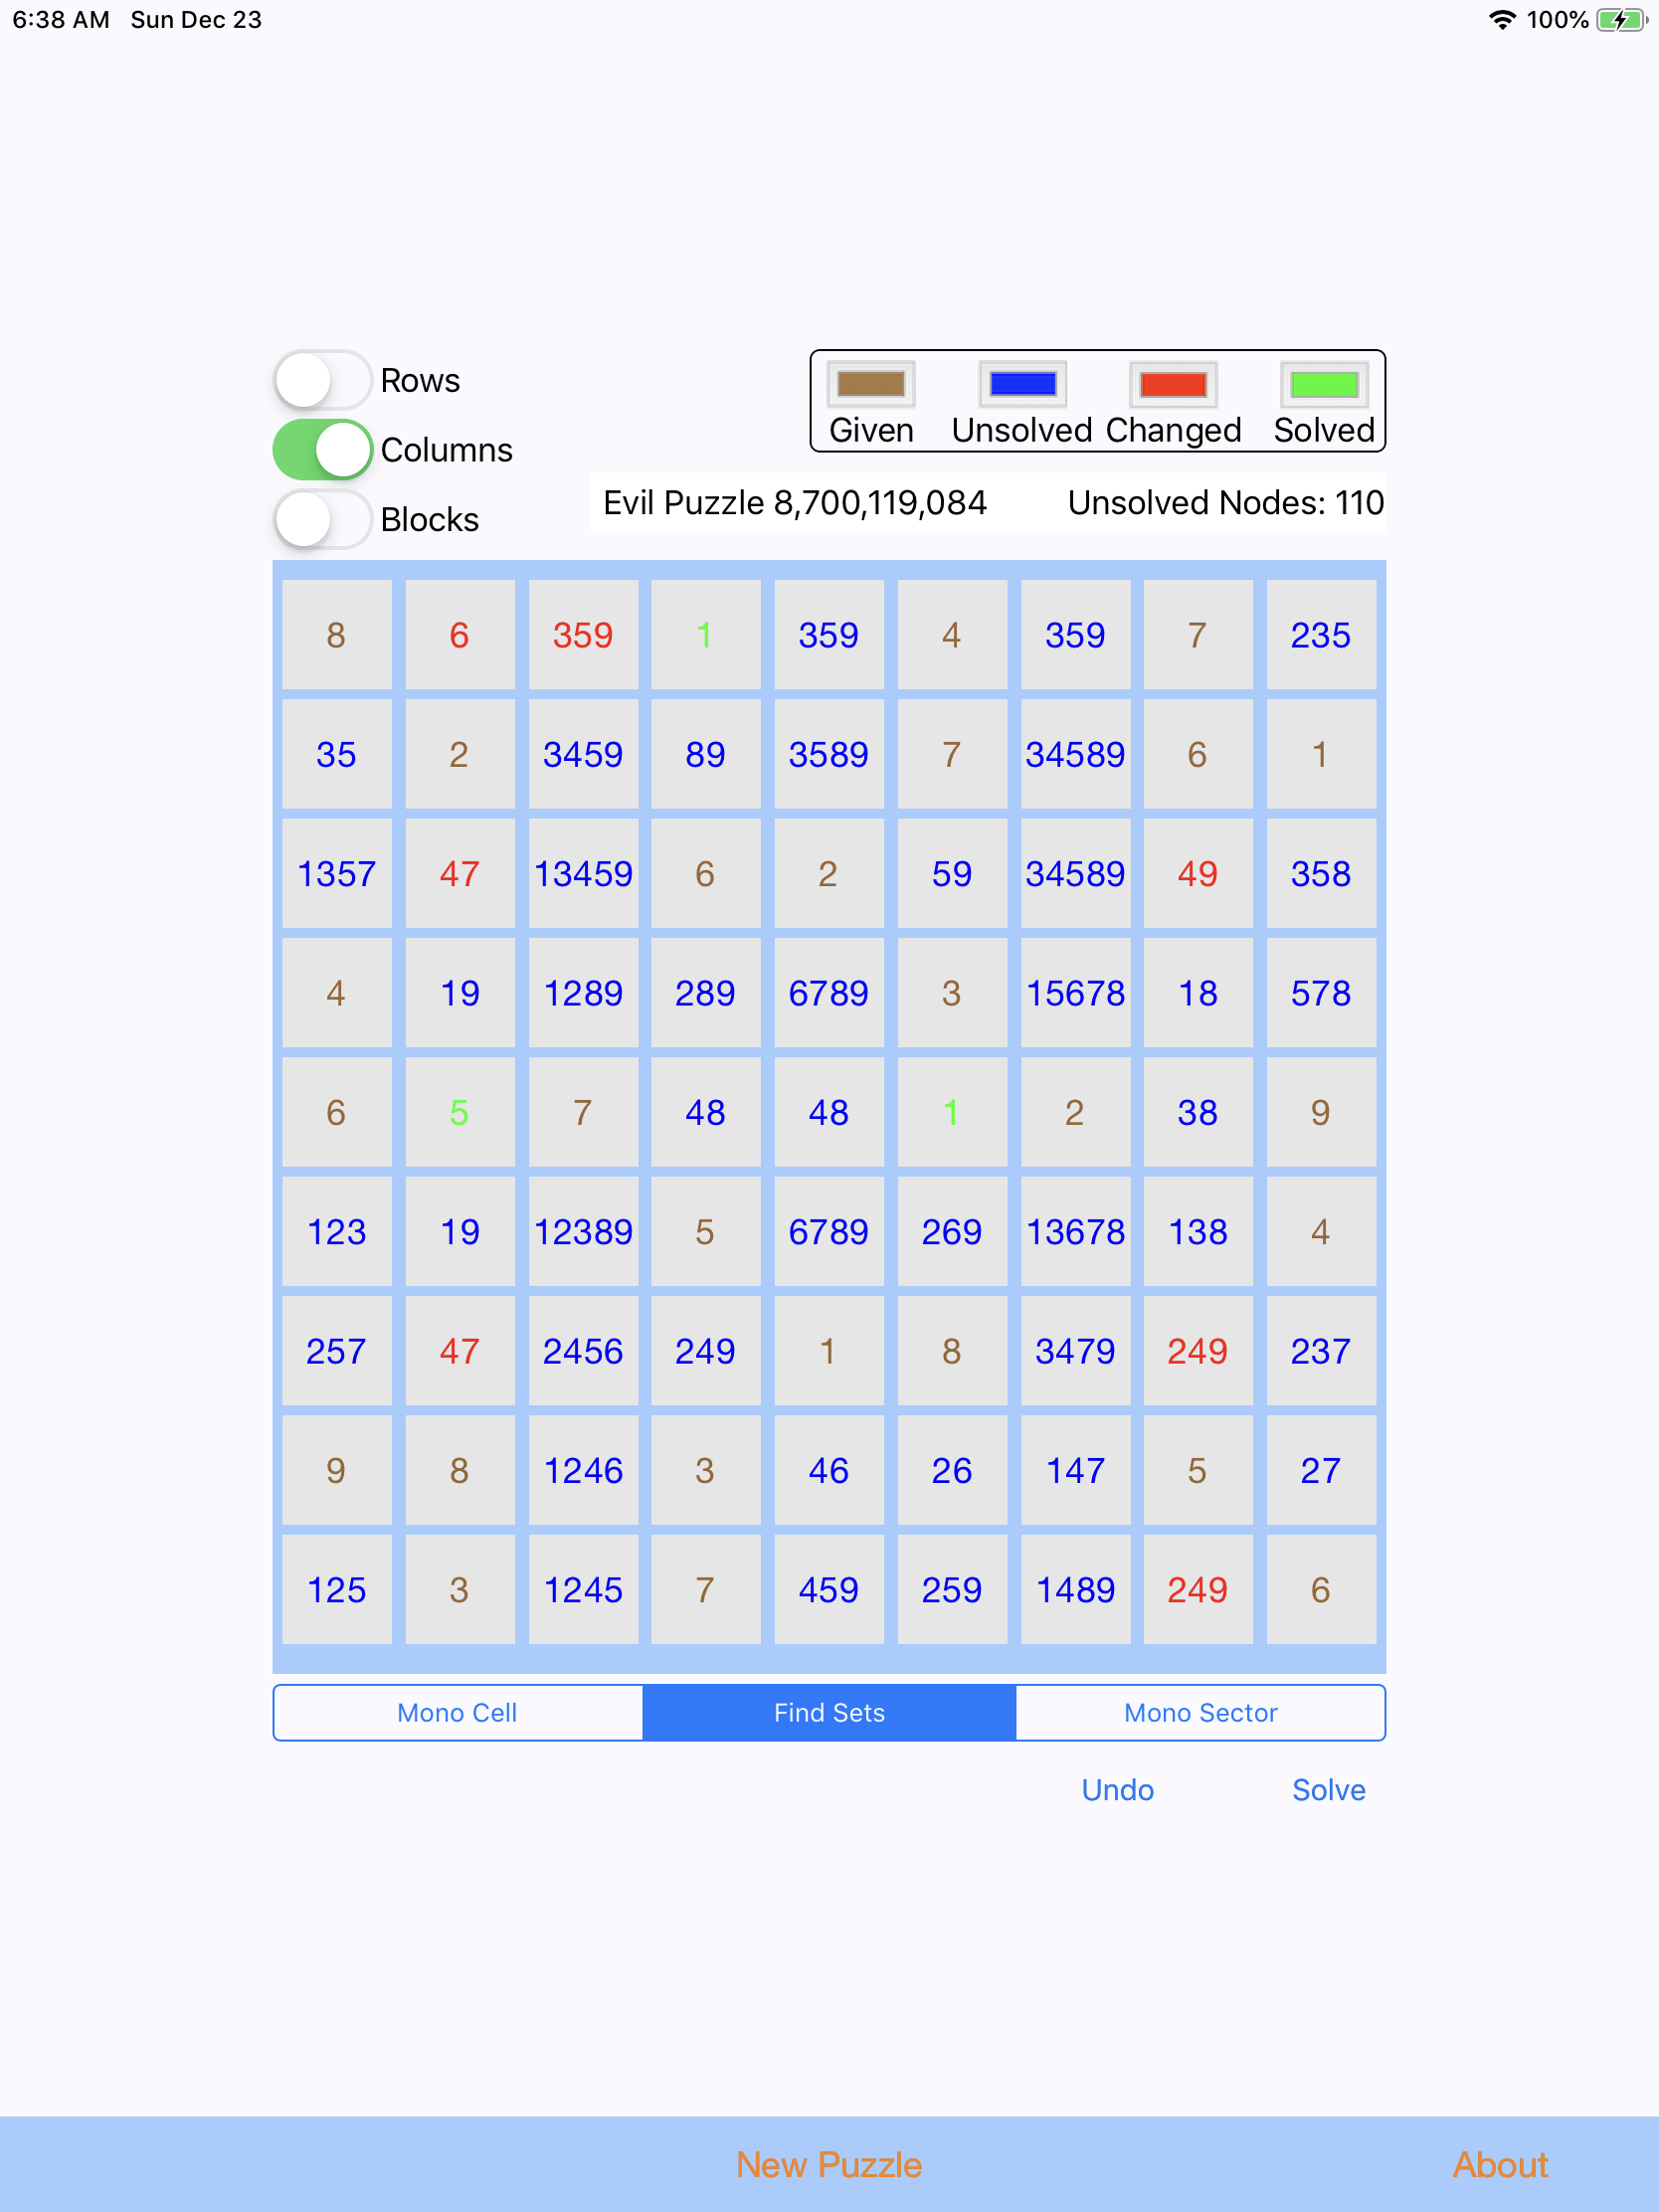 6:38 AM Sun Dec 23 100%
Rows
Columns
Blocks
Given Unsolved Changed Solved
Evil Puzzle 8,700,119,084 Unsolved Nodes: 110
8 6 359 1 359 4 359 7 235
35 2 3459 89 3589 7 34589 6 1
1357 47 13459 6 2 59 34589 49 358
4 19 1289 289 6789 3 15678 18 578
6 5 7 48 48 1 2 38 9
123 19 12389 5 6789 269 13678 138 4
257 47 2456 249 1 8 3479 249 237
9 8 1246 3 46 26 147 5 27
125 3 1245 7 459 259 1489 249 6
Mono Cell Find Sets Mono Sector
Undo Solve
New Puzzle About